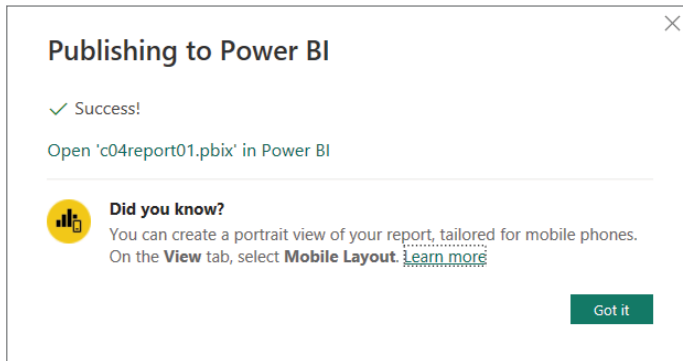 Publishing to Power BI
Success!
Open 'c04report01.pbix' in Power BI
Did you know?
You can create a portrait view of your report, tailored for mobile phones.
On the View tab, select Mobile Layout. Learn more
Got it